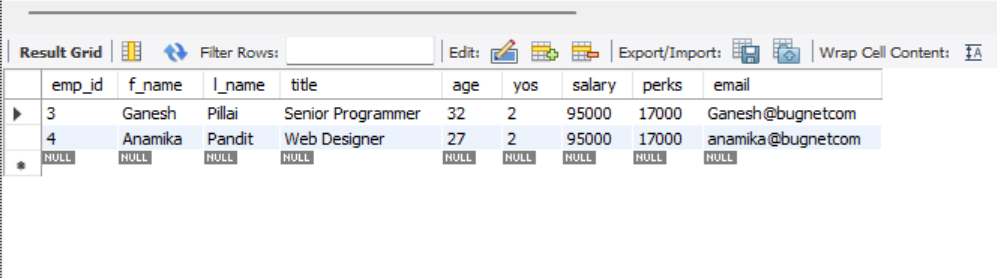 Result Grid Filter Rows: Edit: Export/Import: Wrap Cell Content: IA
emp_id f_name l_name title age yos salary perks email
3 Ganesh Pillai Senior Programmer 32 2 95000 17000 Ganesh@bugnetcom
4 Anamika Pandit Web Designer 27 2 95000 17000 anamika@bugnetcom
NULL NULL NULL NULL NULL NULL NULL NULL NULL